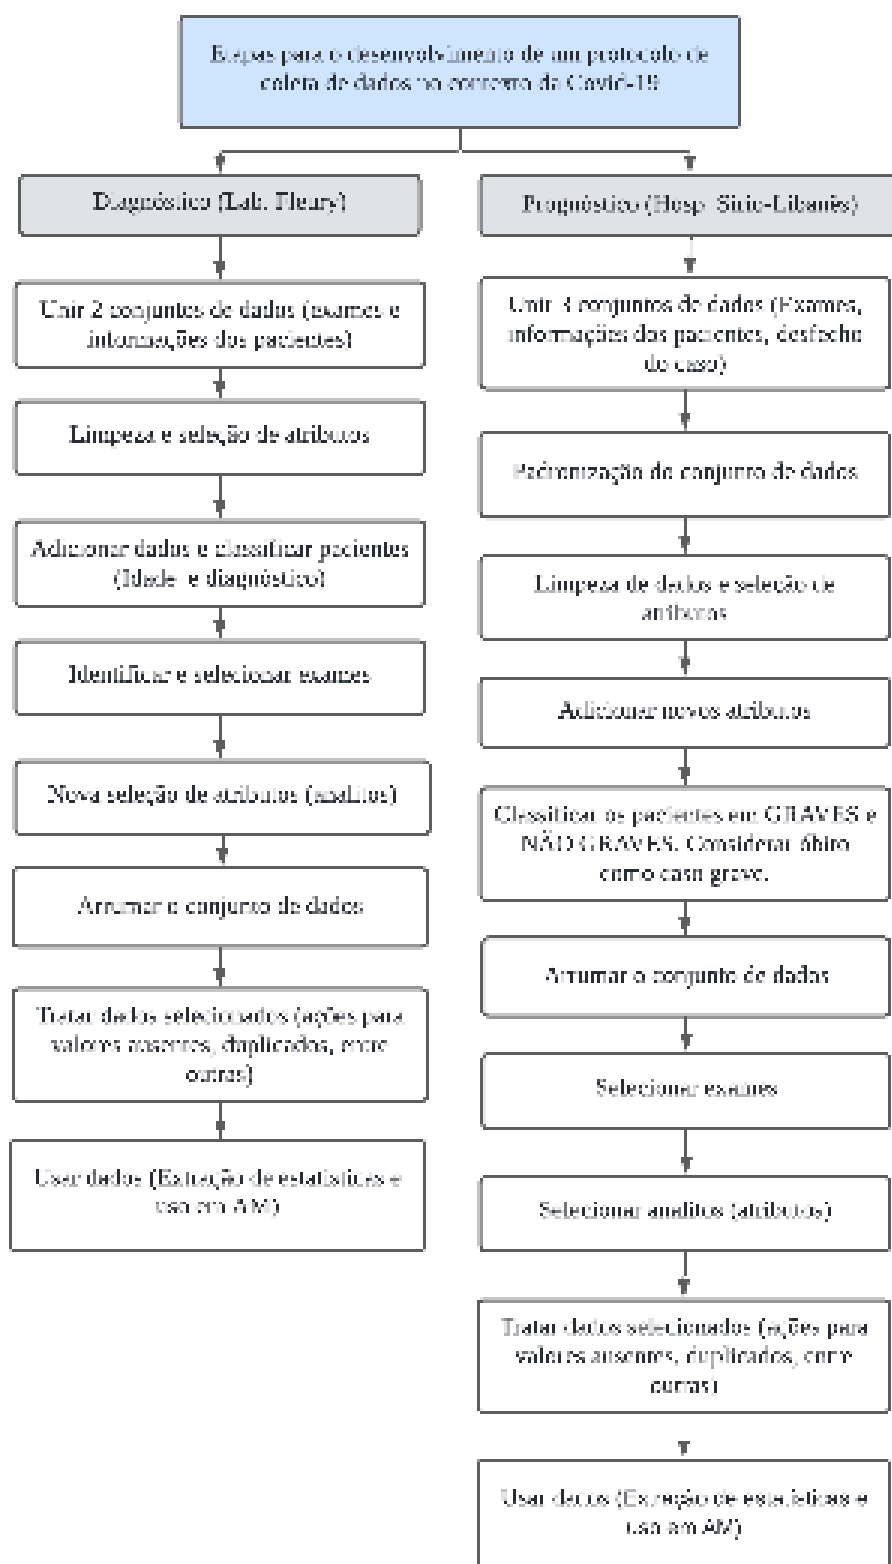 Etapas para o desenvolvimento de um protocolo de
coleta de dados no contexto da Covid-19
Diagnóstico (Lab. Fleury)
Unir 2 conjuntos de dados (exames e
informações dos pacientes)
Limpeza e seleção de atributos
Adicionar dados e classificar pacientes
(Idade e diagnóstico)
Identificar e selecionar exames
Nova seleção de atributos (analitos)
Arrumar o conjunto de dados
Tratar dados selecionados (ações para
valores ausentes, duplicados, entre
outras)
Usar dados (Extração de estatísticas e
uso em AM)
Prognóstico (Hosp. Sírio-Libanês)
Unir 3 conjuntos de dados (Exames,
informações dos pacientes, desfecho
do caso)
Padronização do conjunto de dados
Limpeza de dados e seleção de
atributos
Adicionar novos atributos
Classificar os pacientes em GRAVES e
NÃO GRAVES. Considerar óbito
como caso grave.
Arrumar o conjunto de dados
Selecionar exames
Selecionar analitos (atributos)
Tratar dados selecionados (ações para
valores ausentes, duplicados, entre
outras)
Usar dados (Extração de estatísticas e
uso em AM)